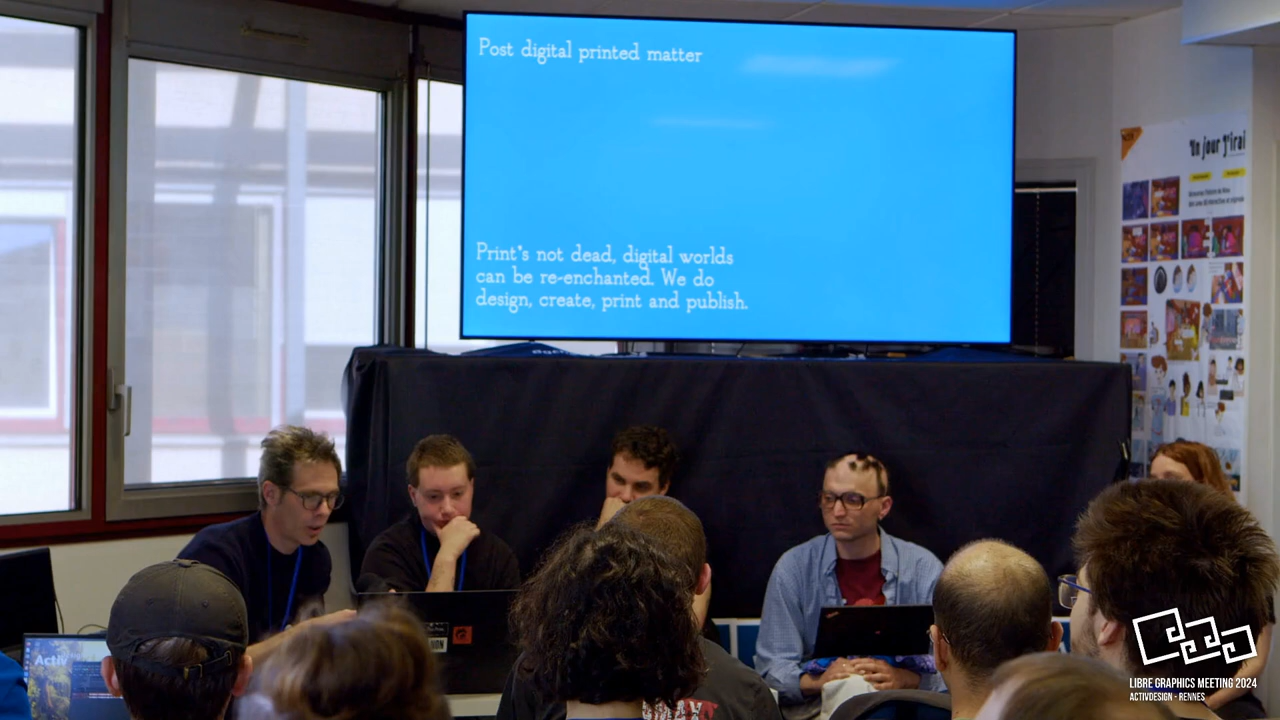 Post digital printed matter
Print's not dead, digital worlds
can be re-enchanted. We do
design, create, print and publish.
Un jour J'irai
Activ
LIBRE GRAPHICS MEETING 2024
ACTIVDESIGN - RENNES